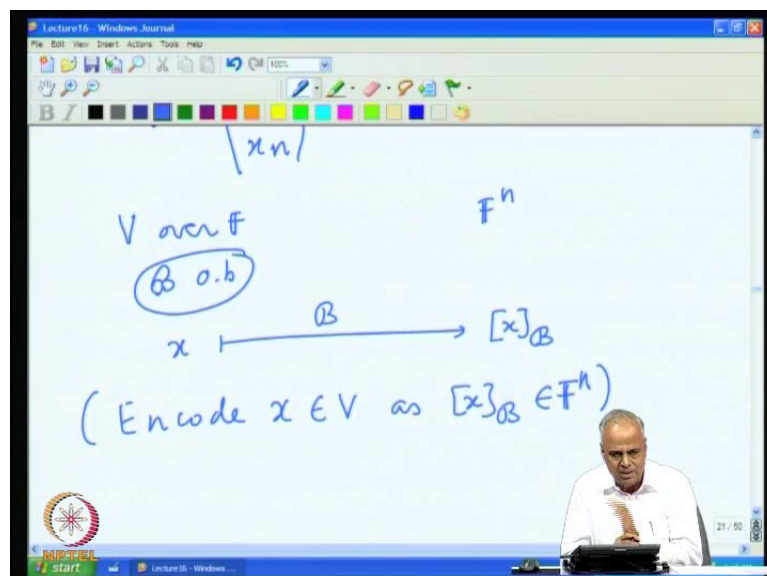 Lecture16 - Windows Journal
File Edit View Insert Actions Tools Help
100%
B I
xn
V over F
F^n
B o.b
B
x ↦ [x]_B
( Encode x ∈ V as [x]_B ∈ F^n )
21 / 50
NPTEL
start
Lecture16 - Windows ...